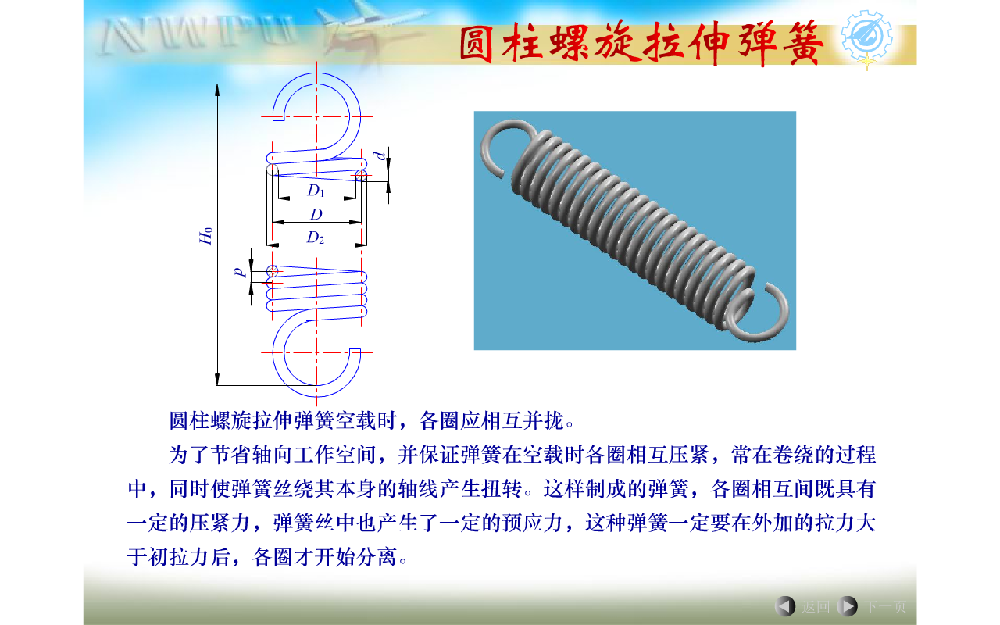 NWPU
圆柱螺旋拉伸弹簧
d
D1
D
D2
H0
p
圆柱螺旋拉伸弹簧空载时，各圈应相互并拢。
为了节省轴向工作空间，并保证弹簧在空载时各圈相互压紧，常在卷绕的过程
中，同时使弹簧丝绕其本身的轴线产生扭转。这样制成的弹簧，各圈相互间既具有
一定的压紧力，弹簧丝中也产生了一定的预应力，这种弹簧一定要在外加的拉力大
于初拉力后，各圈才开始分离。
返回 下一页